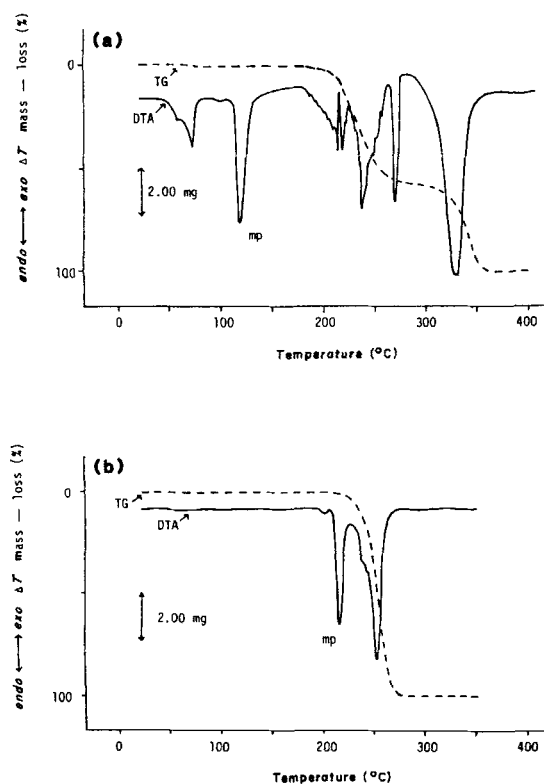 (a)
0
TG
DTA
2.00 mg
mp
100
endo ⟷ exo ΔT mass — loss (%)
0 100 200 300 400
Temperature (°C)
(b)
0
TG
DTA
2.00 mg
mp
100
endo ⟷ exo ΔT mass — loss (%)
0 100 200 300 400
Temperature (°C)